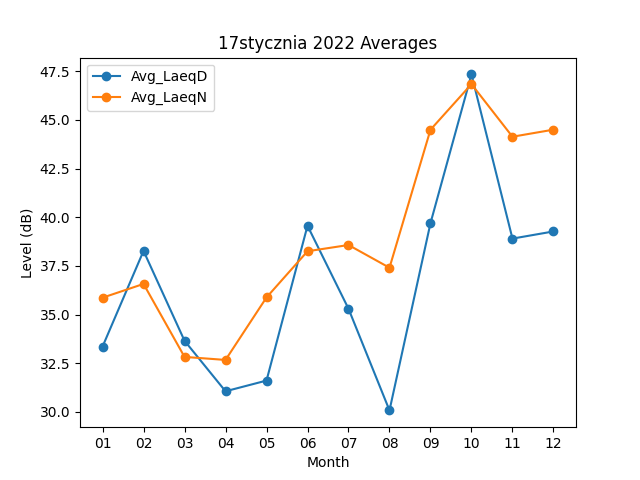 17stycznia 2022 Averages
Avg_LaeqD
Avg_LaeqN
Level (dB)
47.5
45.0
42.5
40.0
37.5
35.0
32.5
30.0
01 02 03 04 05 06 07 08 09 10 11 12
Month